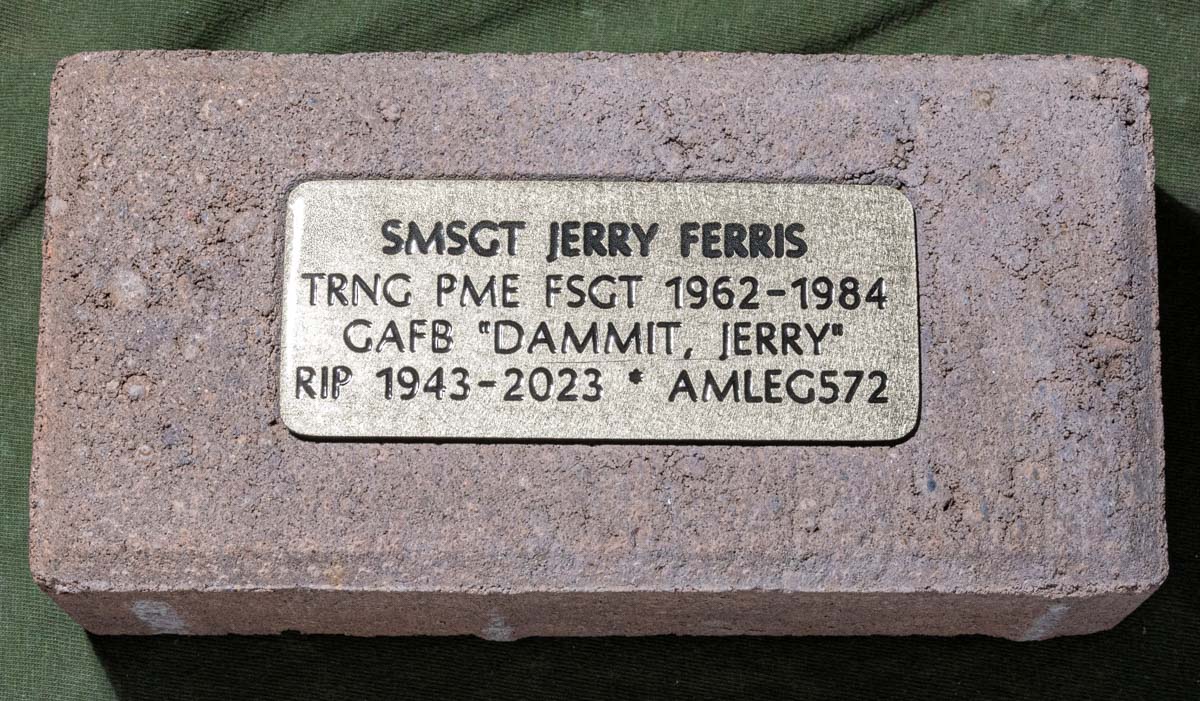 SMSGT JERRY FERRIS
TRNG PME FSGT 1962-1984
GAFB "DAMMIT, JERRY"
RIP 1943-2023 * AMLEG572